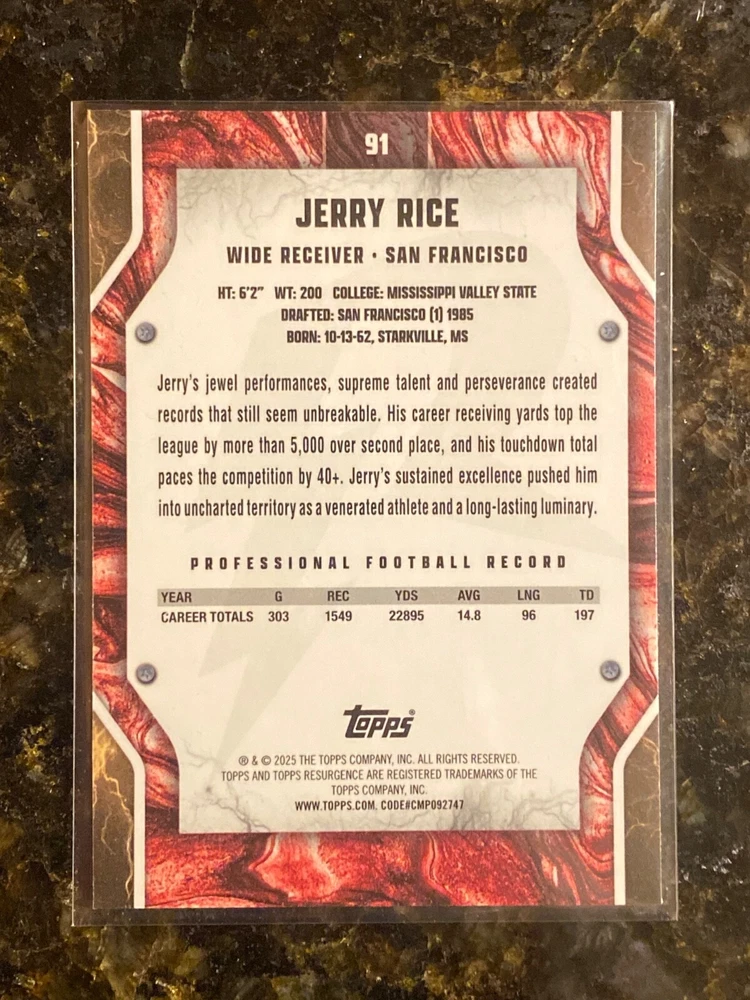 91
JERRY RICE
WIDE RECEIVER • SAN FRANCISCO
HT: 6'2" WT: 200 COLLEGE: MISSISSIPPI VALLEY STATE
DRAFTED: SAN FRANCISCO (1) 1985
BORN: 10-13-62, STARKVILLE, MS
Jerry's jewel performances, supreme talent and perseverance created
records that still seem unbreakable. His career receiving yards top the
league by more than 5,000 over second place, and his touchdown total
paces the competition by 40+. Jerry's sustained excellence pushed him
into uncharted territory as a venerated athlete and a long-lasting luminary.
PROFESSIONAL FOOTBALL RECORD
YEAR G REC YDS AVG LNG TD
CAREER TOTALS 303 1549 22895 14.8 96 197
topps®
® & © 2025 THE TOPPS COMPANY, INC. ALL RIGHTS RESERVED.
TOPPS AND TOPPS RESURGENCE ARE REGISTERED TRADEMARKS OF THE
TOPPS COMPANY, INC.
WWW.TOPPS.COM. CODE#CMP092747